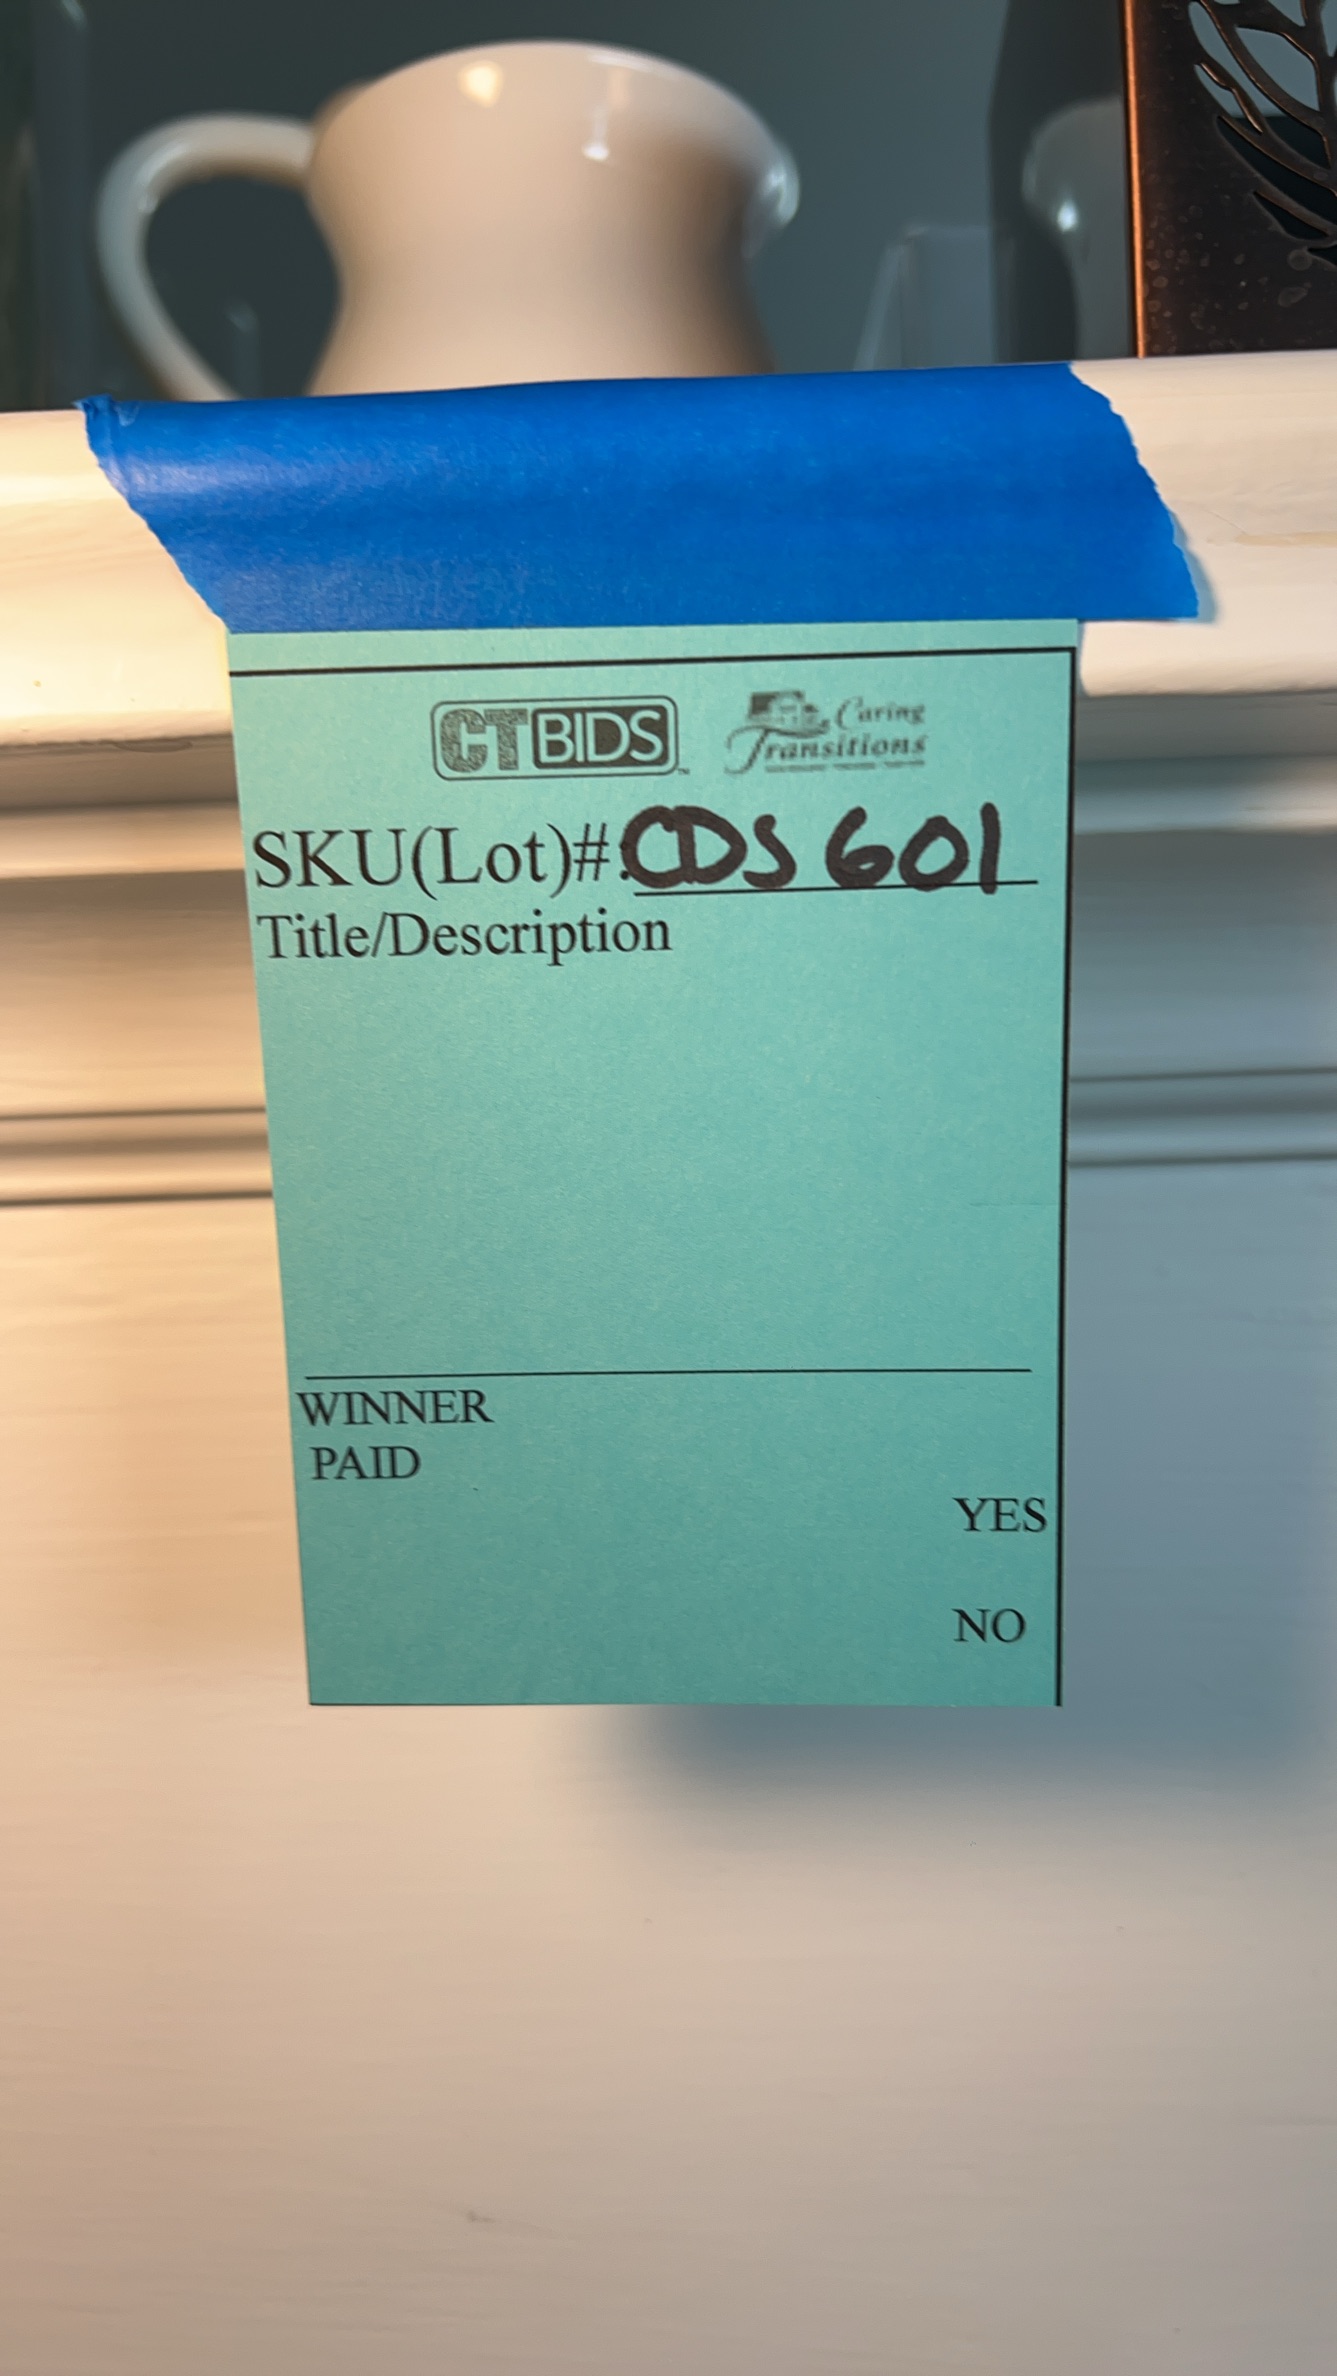 CTBIDS
Caring
Transitions
SKU(Lot)#: CDS 601
Title/Description
WINNER
PAID
YES
NO